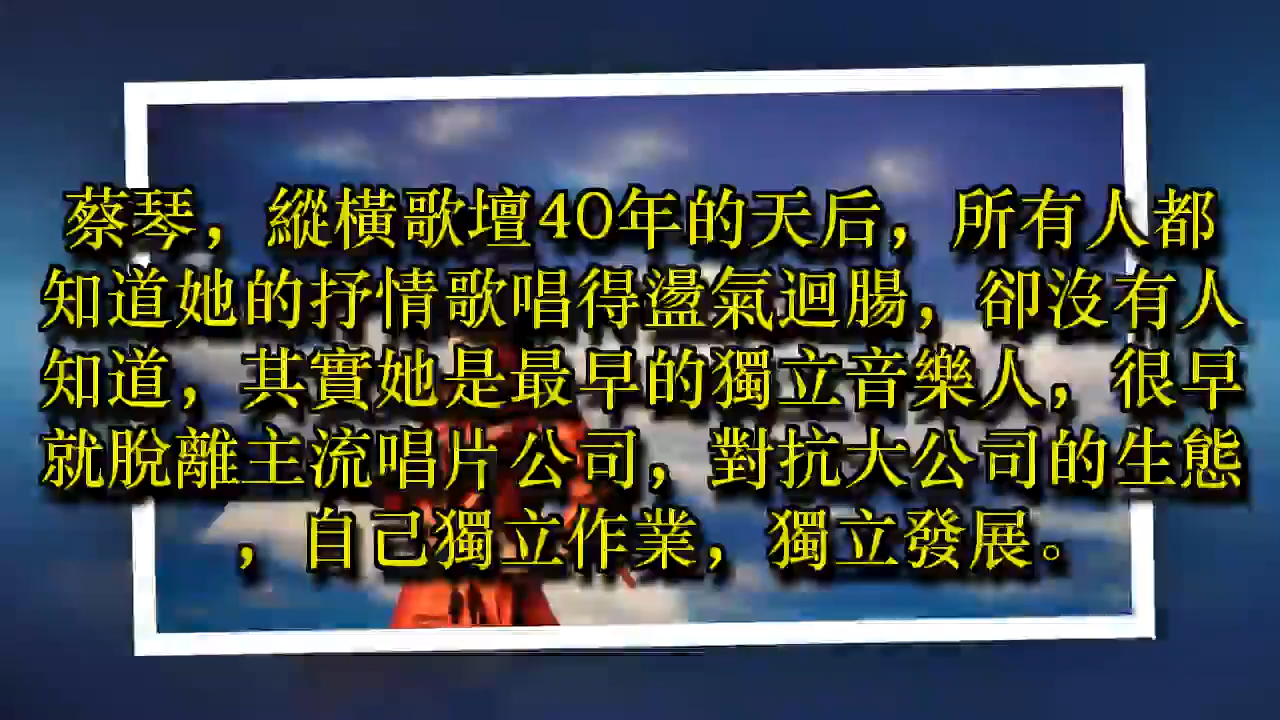 蔡琴，縱橫歌壇40年的天后，所有人都
知道她的抒情歌唱得盪氣迴腸，卻沒有人
知道，其實她是最早的獨立音樂人，很早
就脫離主流唱片公司，對抗大公司的生態
，自己獨立作業，獨立發展。